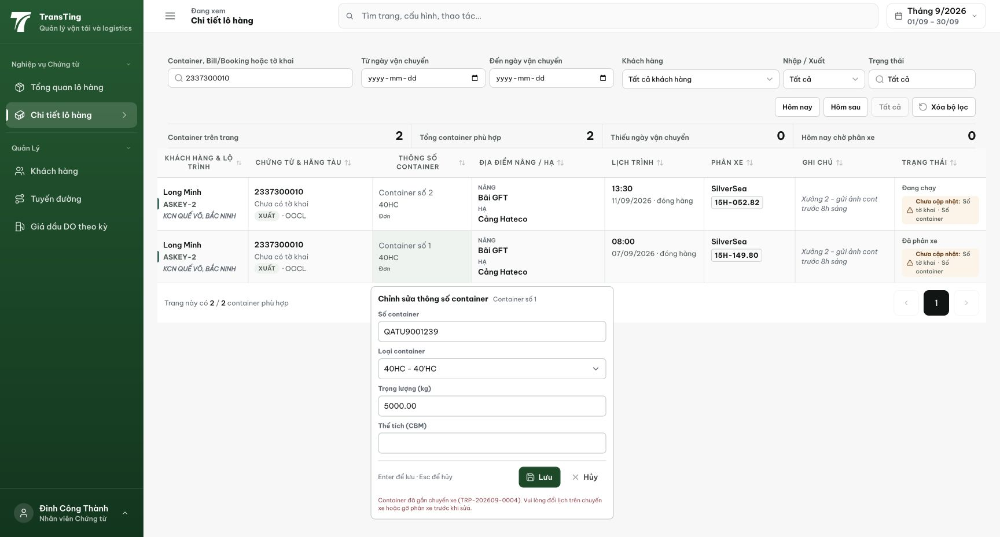 TransTing
Quản lý vận tải và logistics
Đang xem
Chi tiết lô hàng
Tìm trang, cấu hình, thao tác...
Tháng 9/2026
01/09 – 30/09
Nghiệp vụ Chứng từ
Tổng quan lô hàng
Chi tiết lô hàng
Quản Lý
Khách hàng
Tuyến đường
Giá dầu DO theo kỳ
Đinh Công Thành
Nhân viên Chứng từ
Container, Bill/Booking hoặc tờ khai
2337300010
Từ ngày vận chuyển
yyyy-mm-dd
Đến ngày vận chuyển
yyyy-mm-dd
Khách hàng
Tất cả khách hàng
Nhập / Xuất
Tất cả
Trạng thái
Tất cả
Hôm nay
Hôm sau
Tất cả
Xóa bộ lọc
Container trên trang 2
Tổng container phù hợp 2
Thiếu ngày vận chuyển 0
Hôm nay chờ phân xe 0
KHÁCH HÀNG & LỘ
TRÌNH
CHỨNG TỪ & HÃNG TÀU
THÔNG SỐ
CONTAINER
ĐỊA ĐIỂM NÂNG / HẠ
LỊCH TRÌNH
PHÂN XE
GHI CHÚ
TRẠNG THÁI
Long Minh
ASKEY-2
KCN QUẾ VÕ, BẮC NINH
2337300010
Chưa có tờ khai
XUẤT · OOCL
Container số 2
40HC
Đơn
NÂNG
Bãi GFT
HẠ
Cảng Hateco
13:30
11/09/2026 · đóng hàng
SilverSea
15H-052.82
Xưởng 2 - gửi ảnh cont
trước 8h sáng
Đang chạy
Chưa cập nhật: Số
tờ khai · Số
container
Long Minh
ASKEY-2
KCN QUẾ VÕ, BẮC NINH
2337300010
Chưa có tờ khai
XUẤT · OOCL
Container số 1
40HC
Đơn
NÂNG
Bãi GFT
HẠ
Cảng Hateco
08:00
07/09/2026 · đóng hàng
SilverSea
15H-149.80
Xưởng 2 - gửi ảnh cont
trước 8h sáng
Đã phân xe
Chưa cập nhật: Số
tờ khai · Số
container
Trang này có 2 / 2 container phù hợp
1
Chỉnh sửa thông số container Container số 1
Số container
QATU9001239
Loại container
40HC - 40'HC
Trọng lượng (kg)
5000.00
Thể tích (CBM)
Enter để lưu · Esc để hủy
Lưu
Hủy
Container đã gắn chuyến xe (TRP-202609-0004). Vui lòng đổi lịch trên chuyến
xe hoặc gỡ phân xe trước khi sửa.